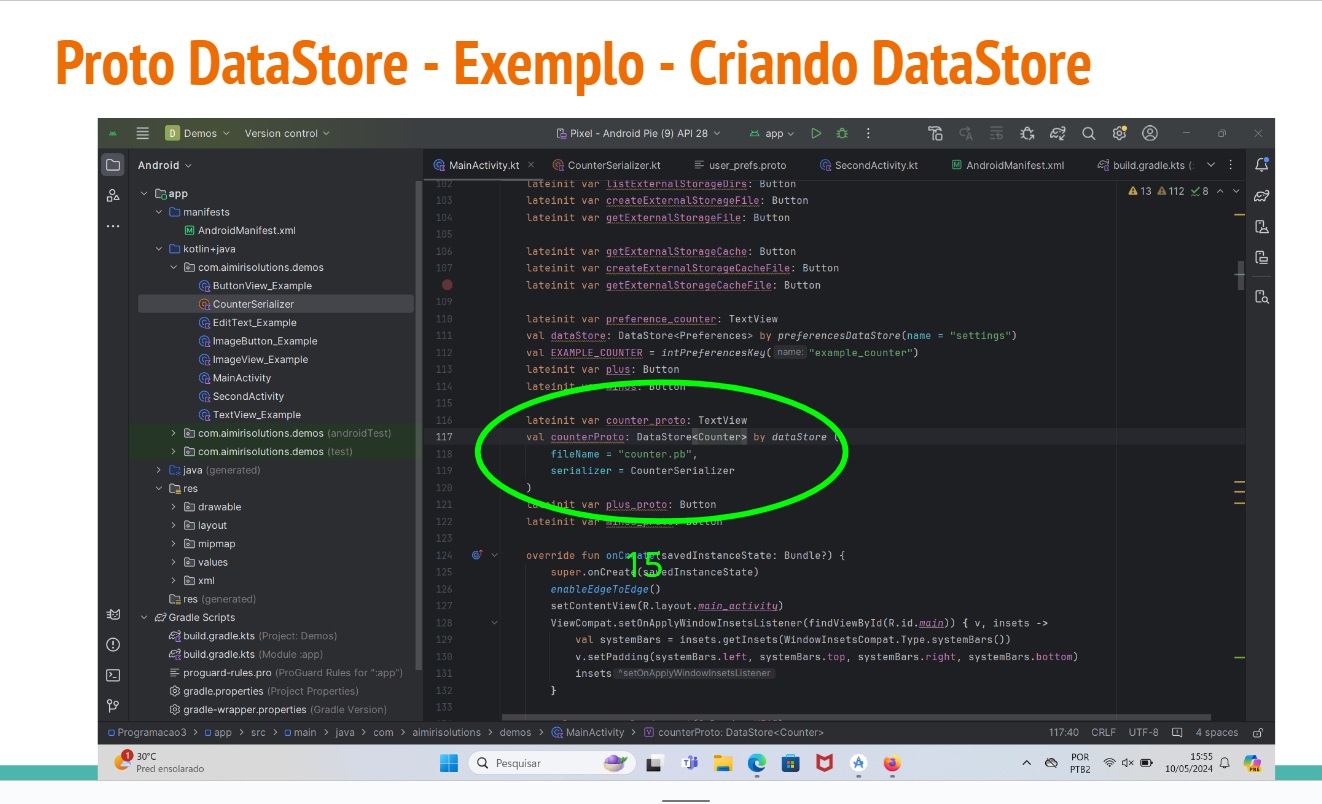 Proto DataStore - Exemplo - Criando DataStore
D Demos Version control Pixel - Android Pie (9) API 28 app
Android MainActivity.kt CounterSerializer.kt user_prefs.proto SecondActivity.kt AndroidManifest.xml build.gradle.kts (:
13 112 8
app
manifests
AndroidManifest.xml
kotlin+java
com.aimirisolutions.demos
ButtonView_Example
CounterSerializer
EditText_Example
ImageButton_Example
ImageView_Example
MainActivity
SecondActivity
TextView_Example
com.aimirisolutions.demos (androidTest)
com.aimirisolutions.demos (test)
java (generated)
res
drawable
layout
mipmap
values
xml
res (generated)
Gradle Scripts
build.gradle.kts (Project: Demos)
build.gradle.kts (Module :app)
proguard-rules.pro (ProGuard Rules for ":app")
gradle.properties (Project Properties)
gradle-wrapper.properties (Gradle Version)
102 lateinit var listExternalStorageDirs: Button
103 lateinit var createExternalStorageFile: Button
104 lateinit var getExternalStorageFile: Button
105
106 lateinit var getExternalStorageCache: Button
107 lateinit var createExternalStorageCacheFile: Button
lateinit var getExternalStorageCacheFile: Button
109
110 lateinit var preference_counter: TextView
111 val dataStore: DataStore<Preferences> by preferencesDataStore(name = "settings")
112 val EXAMPLE_COUNTER = intPreferencesKey( name: "example_counter")
113 lateinit var plus: Button
114 lateinit var minus: Button
115
116 lateinit var counter_proto: TextView
117 val counterProto: DataStore<Counter> by dataStore (
118 fileName = "counter.pb",
119 serializer = CounterSerializer
120 )
121 lateinit var plus_proto: Button
122 lateinit var minus_proto: Button
123
124 override fun onCreate(savedInstanceState: Bundle?) {
15
125 super.onCreate(savedInstanceState)
126 enableEdgeToEdge()
127 setContentView(R.layout.main_activity)
128 ViewCompat.setOnApplyWindowInsetsListener(findViewById(R.id.main)) { v, insets ->
129 val systemBars = insets.getInsets(WindowInsetsCompat.Type.systemBars())
130 v.setPadding(systemBars.left, systemBars.top, systemBars.right, systemBars.bottom)
131 insets ^setOnApplyWindowInsetsListener
132 }
133
Programacao3 > app > src > main > java > com > aimirisolutions > demos > MainActivity > counterProto: DataStore<Counter> 117:40 CRLF UTF-8 4 spaces
1 30°C
Pred ensolarado
Pesquisar
POR
PTB2
15:55
10/05/2024
PRE